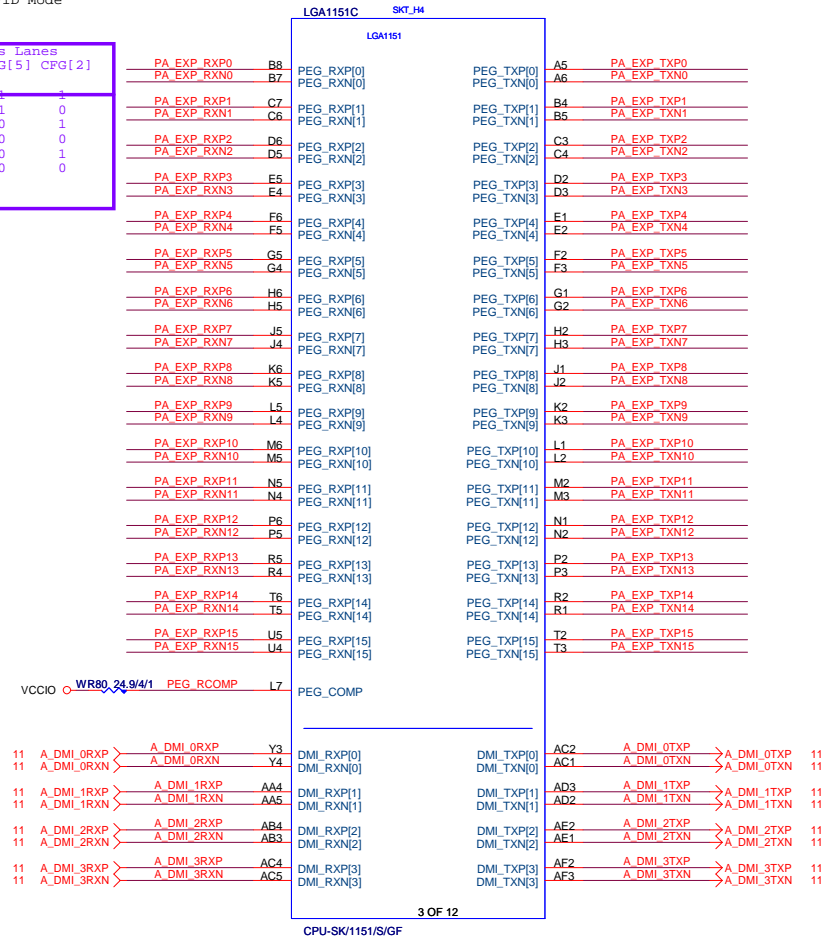 ID Mode
LGA1151C SKT_H4
LGA1151
s Lanes
G[5] CFG[2]
1 1
1 0
0 1
0 0
0 1
0 0
PA_EXP_RXP0 B8 PEG_RXP[0] PEG_TXP[0] A5 PA_EXP_TXP0
PA_EXP_RXN0 B7 PEG_RXN[0] PEG_TXN[0] A6 PA_EXP_TXN0
PA_EXP_RXP1 C7 PEG_RXP[1] PEG_TXP[1] B4 PA_EXP_TXP1
PA_EXP_RXN1 C6 PEG_RXN[1] PEG_TXN[1] B5 PA_EXP_TXN1
PA_EXP_RXP2 D6 PEG_RXP[2] PEG_TXP[2] C3 PA_EXP_TXP2
PA_EXP_RXN2 D5 PEG_RXN[2] PEG_TXN[2] C4 PA_EXP_TXN2
PA_EXP_RXP3 E5 PEG_RXP[3] PEG_TXP[3] D2 PA_EXP_TXP3
PA_EXP_RXN3 E4 PEG_RXN[3] PEG_TXN[3] D3 PA_EXP_TXN3
PA_EXP_RXP4 F6 PEG_RXP[4] PEG_TXP[4] E1 PA_EXP_TXP4
PA_EXP_RXN4 F5 PEG_RXN[4] PEG_TXN[4] E2 PA_EXP_TXN4
PA_EXP_RXP5 G5 PEG_RXP[5] PEG_TXP[5] F2 PA_EXP_TXP5
PA_EXP_RXN5 G4 PEG_RXN[5] PEG_TXN[5] F3 PA_EXP_TXN5
PA_EXP_RXP6 H6 PEG_RXP[6] PEG_TXP[6] G1 PA_EXP_TXP6
PA_EXP_RXN6 H5 PEG_RXN[6] PEG_TXN[6] G2 PA_EXP_TXN6
PA_EXP_RXP7 J5 PEG_RXP[7] PEG_TXP[7] H2 PA_EXP_TXP7
PA_EXP_RXN7 J4 PEG_RXN[7] PEG_TXN[7] H3 PA_EXP_TXN7
PA_EXP_RXP8 K6 PEG_RXP[8] PEG_TXP[8] J1 PA_EXP_TXP8
PA_EXP_RXN8 K5 PEG_RXN[8] PEG_TXN[8] J2 PA_EXP_TXN8
PA_EXP_RXP9 L5 PEG_RXP[9] PEG_TXP[9] K2 PA_EXP_TXP9
PA_EXP_RXN9 L4 PEG_RXN[9] PEG_TXN[9] K3 PA_EXP_TXN9
PA_EXP_RXP10 M6 PEG_RXP[10] PEG_TXP[10] L1 PA_EXP_TXP10
PA_EXP_RXN10 M5 PEG_RXN[10] PEG_TXN[10] L2 PA_EXP_TXN10
PA_EXP_RXP11 N5 PEG_RXP[11] PEG_TXP[11] M2 PA_EXP_TXP11
PA_EXP_RXN11 N4 PEG_RXN[11] PEG_TXN[11] M3 PA_EXP_TXN11
PA_EXP_RXP12 P6 PEG_RXP[12] PEG_TXP[12] N1 PA_EXP_TXP12
PA_EXP_RXN12 P5 PEG_RXN[12] PEG_TXN[12] N2 PA_EXP_TXN12
PA_EXP_RXP13 R5 PEG_RXP[13] PEG_TXP[13] P2 PA_EXP_TXP13
PA_EXP_RXN13 R4 PEG_RXN[13] PEG_TXN[13] P3 PA_EXP_TXN13
PA_EXP_RXP14 T6 PEG_RXP[14] PEG_TXP[14] R2 PA_EXP_TXP14
PA_EXP_RXN14 T5 PEG_RXN[14] PEG_TXN[14] R1 PA_EXP_TXN14
PA_EXP_RXP15 U5 PEG_RXP[15] PEG_TXP[15] T2 PA_EXP_TXP15
PA_EXP_RXN15 U4 PEG_RXN[15] PEG_TXN[15] T3 PA_EXP_TXN15
VCCIO WR80 24.9/4/1 PEG_RCOMP L7 PEG_COMP
11 A_DMI_0RXP A_DMI_0RXP Y3 DMI_RXP[0] DMI_TXP[0] AC2 A_DMI_0TXP A_DMI_0TXP 11
11 A_DMI_0RXN A_DMI_0RXN Y4 DMI_RXN[0] DMI_TXN[0] AC1 A_DMI_0TXN A_DMI_0TXN 11
11 A_DMI_1RXP A_DMI_1RXP AA4 DMI_RXP[1] DMI_TXP[1] AD3 A_DMI_1TXP A_DMI_1TXP 11
11 A_DMI_1RXN A_DMI_1RXN AA5 DMI_RXN[1] DMI_TXN[1] AD2 A_DMI_1TXN A_DMI_1TXN 11
11 A_DMI_2RXP A_DMI_2RXP AB4 DMI_RXP[2] DMI_TXP[2] AE2 A_DMI_2TXP A_DMI_2TXP 11
11 A_DMI_2RXN A_DMI_2RXN AB3 DMI_RXN[2] DMI_TXN[2] AE1 A_DMI_2TXN A_DMI_2TXN 11
11 A_DMI_3RXP A_DMI_3RXP AC4 DMI_RXP[3] DMI_TXP[3] AF2 A_DMI_3TXP A_DMI_3TXP 11
11 A_DMI_3RXN A_DMI_3RXN AC5 DMI_RXN[3] DMI_TXN[3] AF3 A_DMI_3TXN A_DMI_3TXN 11
3 OF 12
CPU-SK/1151/S/GF